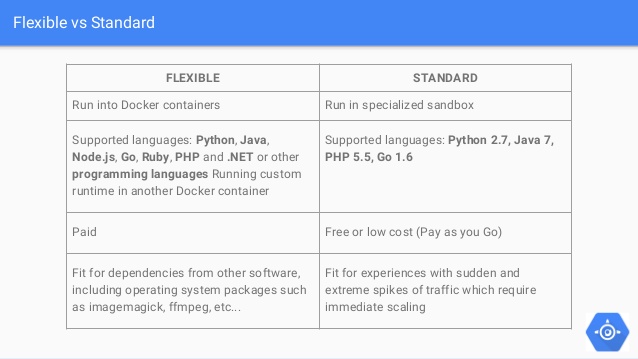 Flexible vs Standard
FLEXIBLE
STANDARD
Run into Docker containers
Run in specialized sandbox
Supported languages: Python, Java,
Node.js, Go, Ruby, PHP and .NET or other
programming languages Running custom
runtime in another Docker container
Supported languages: Python 2.7, Java 7,
PHP 5.5, Go 1.6
Paid
Free or low cost (Pay as you Go)
Fit for dependencies from other software,
including operating system packages such
as imagemagick, ffmpeg, etc...
Fit for experiences with sudden and
extreme spikes of traffic which require
immediate scaling